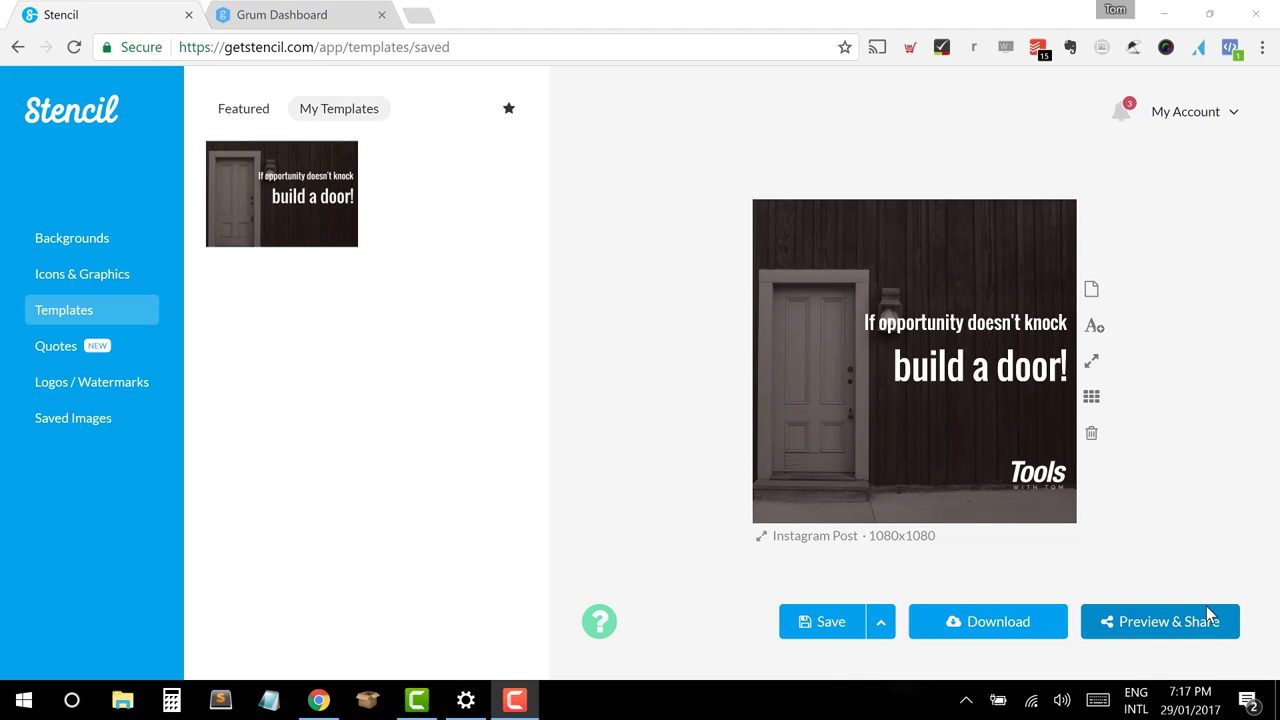 Stencil
Grum Dashboard
Tom
Secure
https://getstencil.com/app/templates/saved
15
1
Stencil
Featured
My Templates
3
My Account
If opportunity doesn't knock
build a door!
Backgrounds
Icons & Graphics
Templates
Quotes NEW
Logos / Watermarks
Saved Images
If opportunity doesn't knock
build a door!
Tools
WITH TOM
Instagram Post · 1080x1080
?
Save
Download
Preview & Share
ENG
INTL
7:17 PM
29/01/2017
2